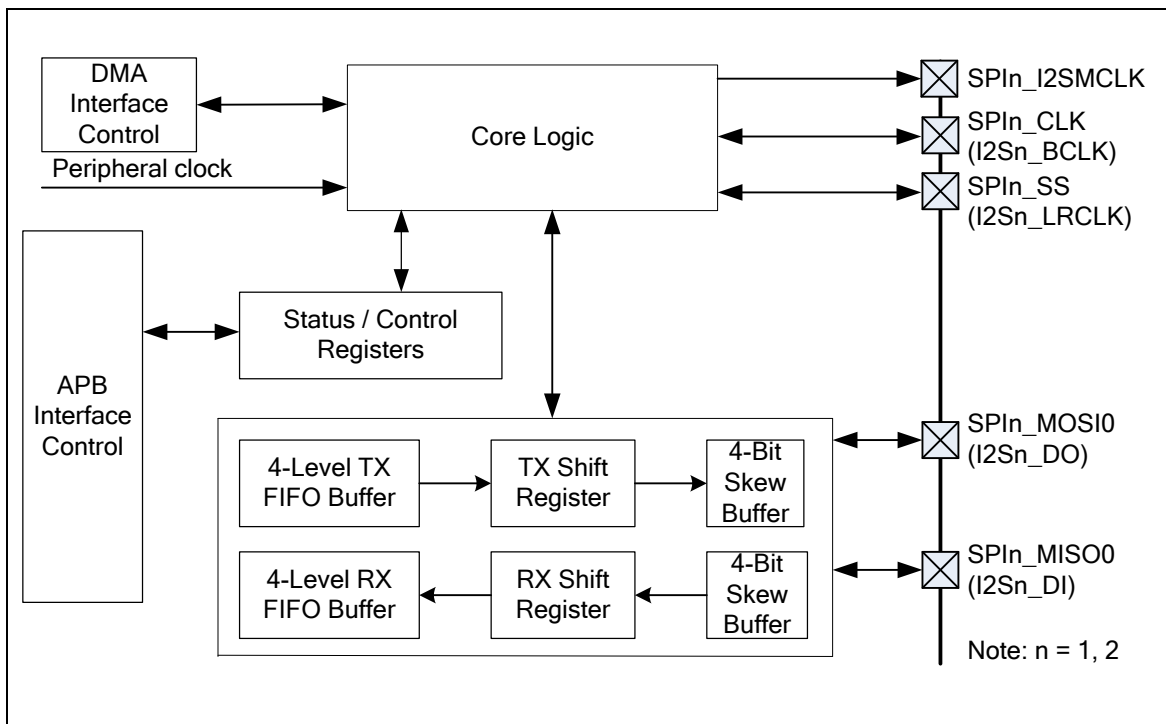 DMA
Interface
Control
Peripheral clock
Core Logic
SPIn_I2SMCLK
SPIn_CLK
(I2Sn_BCLK)
SPIn_SS
(I2Sn_LRCLK)
Status / Control
Registers
APB
Interface
Control
4-Level TX
FIFO Buffer
TX Shift
Register
4-Bit
Skew
Buffer
4-Level RX
FIFO Buffer
RX Shift
Register
4-Bit
Skew
Buffer
SPIn_MOSI0
(I2Sn_DO)
SPIn_MISO0
(I2Sn_DI)
Note: n = 1, 2